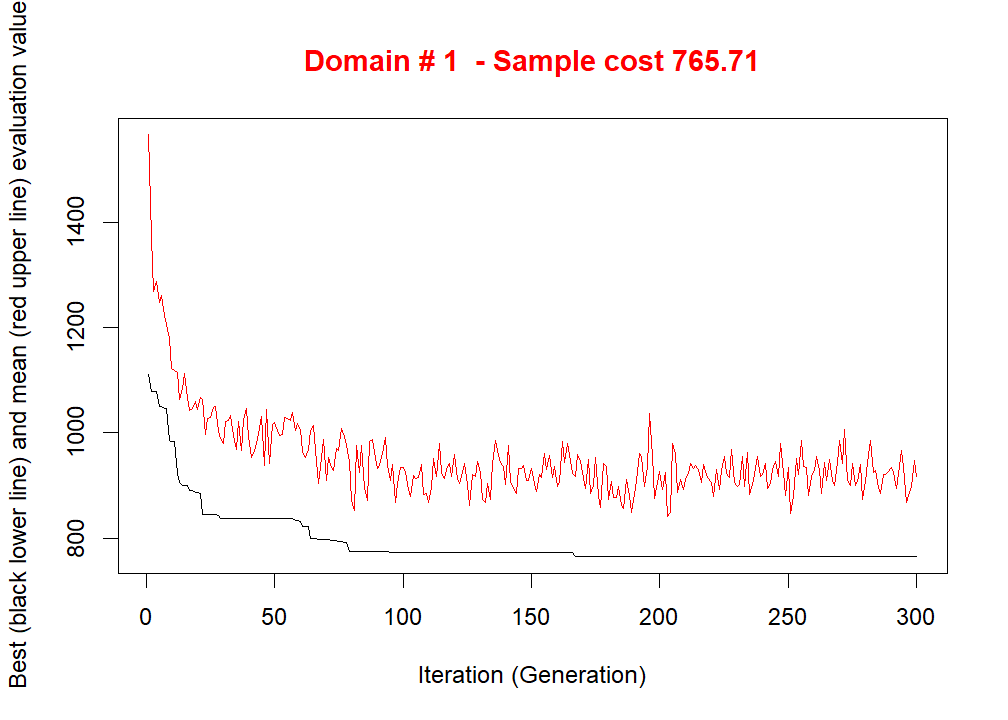 Domain # 1  - Sample cost 765.71
Best (black lower line) and mean (red upper line) evaluation value
1400
1200
1000
800
0 50 100 150 200 250 300
Iteration (Generation)